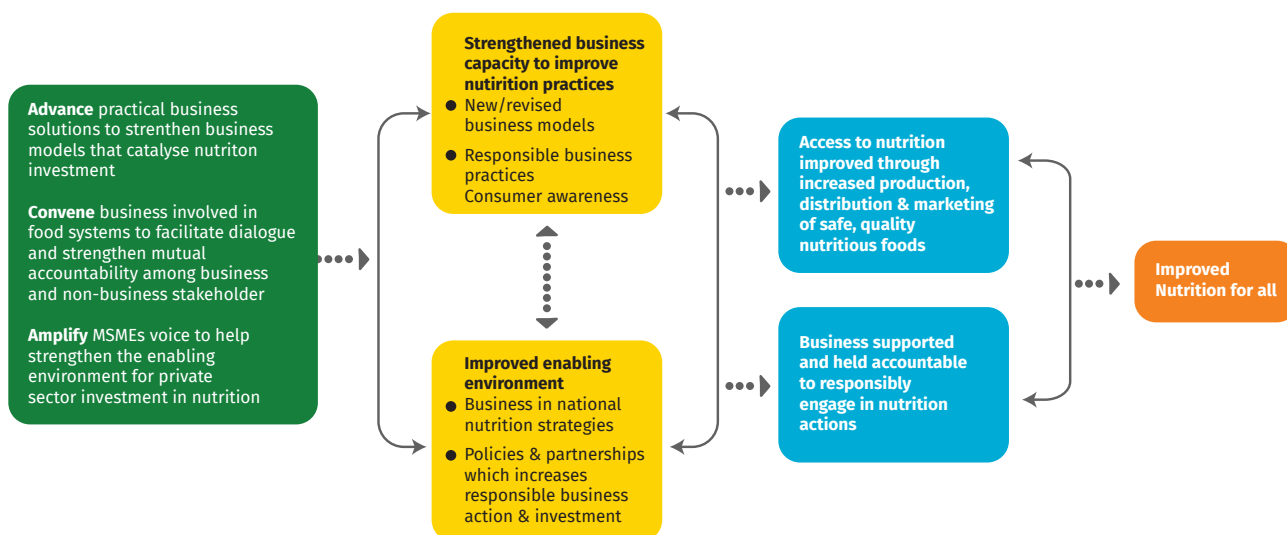 Advance practical business
solutions to strenthen business
models that catalyse nutriton
investment
Convene business involved in
food systems to facilitate dialogue
and strengthen mutual
accountability among business
and non-business stakeholder
Amplify MSMEs voice to help
strengthen the enabling
environment for private
sector investment in nutrition
Strengthened business
capacity to improve
nutirition practices
● New/revised
business models
● Responsible business
practices
Consumer awareness
Improved enabling
environment
● Business in national
nutrition strategies
● Policies & partnerships
which increases
responsible business
action & investment
Access to nutrition
improved through
increased production,
distribution & marketing
of safe, quality
nutritious foods
Business supported
and held accountable
to responsibly
engage in nutrition
actions
Improved
Nutrition for all